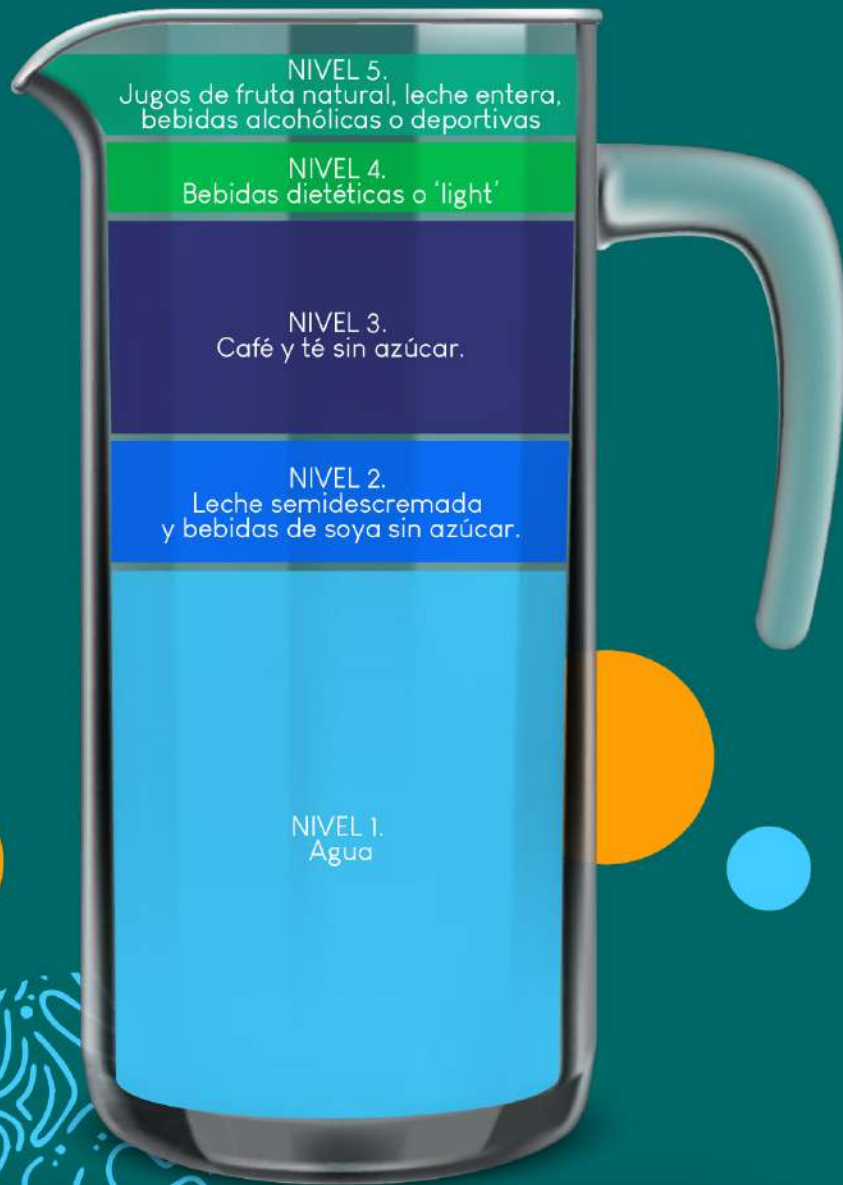 NIVEL 5.
Jugos de fruta natural, leche entera,
bebidas alcohólicas o deportivas
NIVEL 4.
Bebidas dietéticas o ‘light’
NIVEL 3.
Café y té sin azúcar.
NIVEL 2.
Leche semidescremada
y bebidas de soya sin azúcar.
NIVEL 1.
Agua